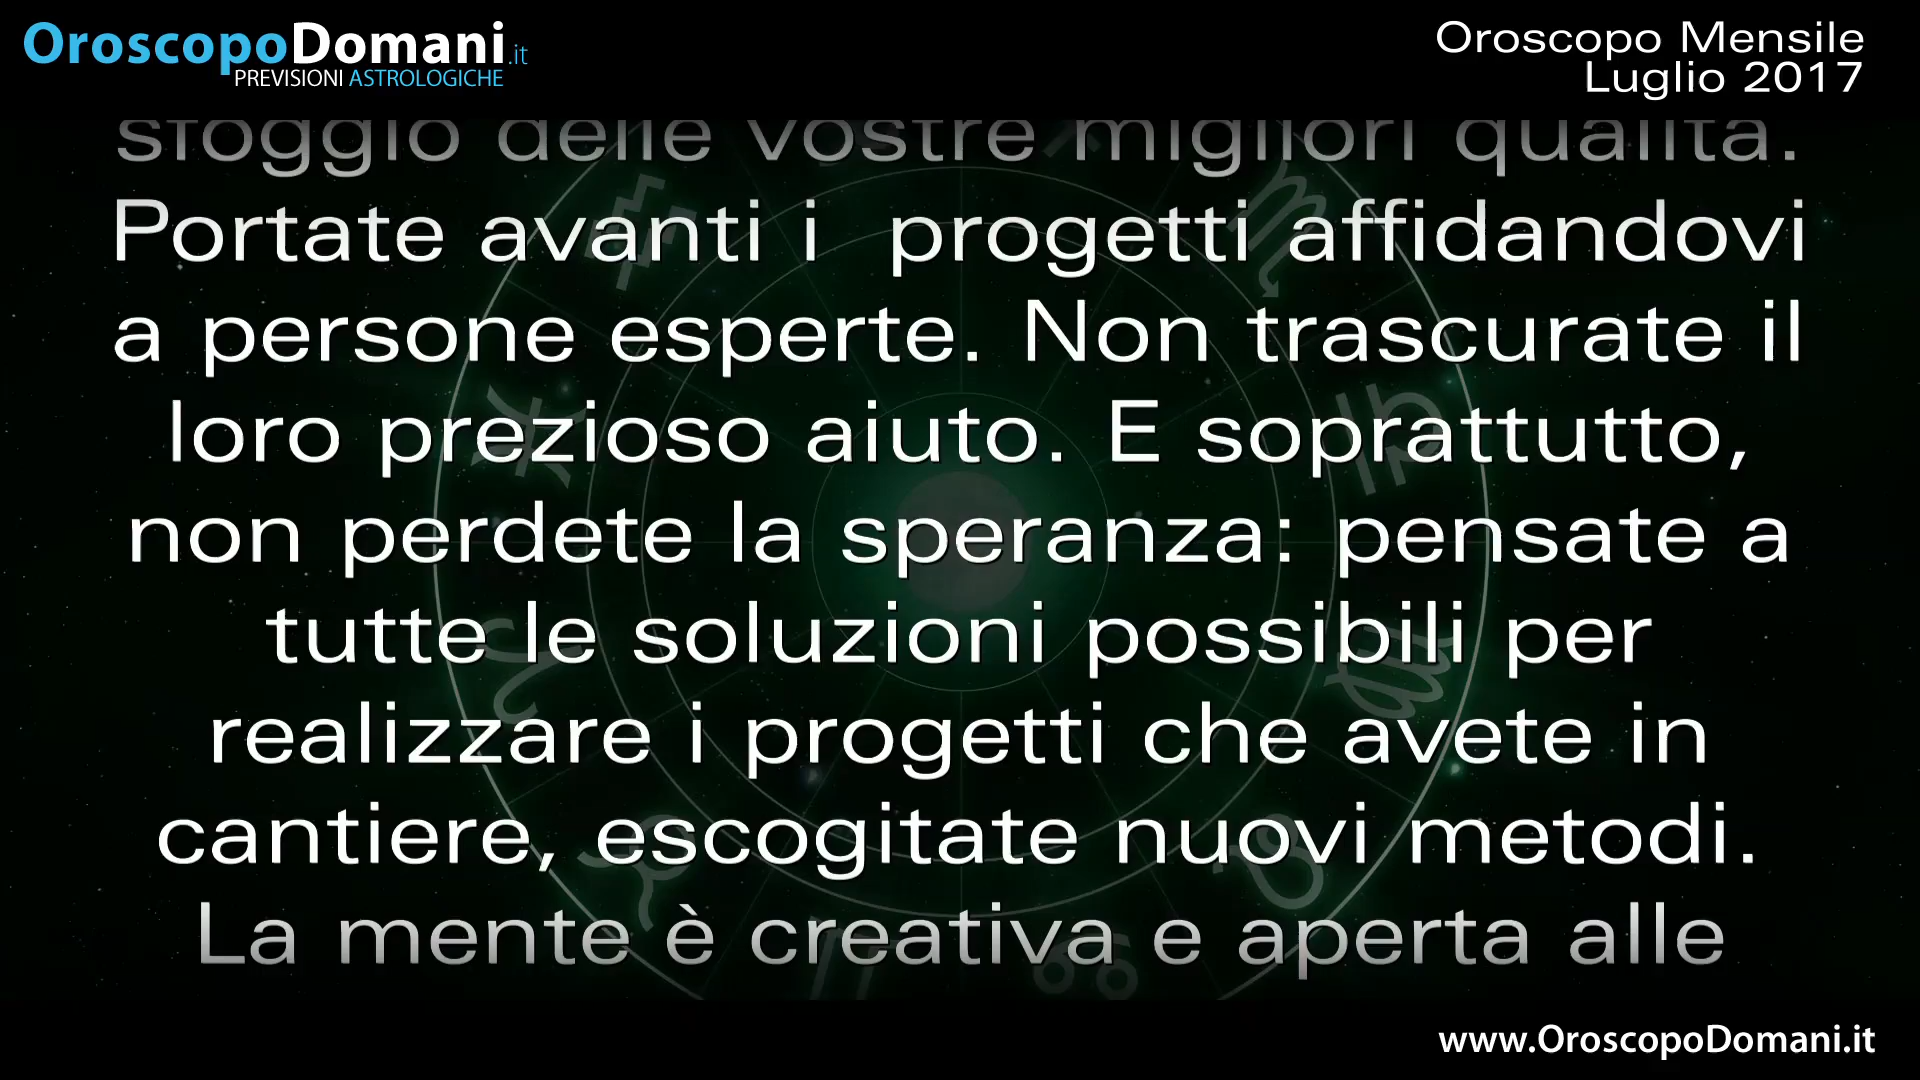 OroscopoDomani.it
PREVISIONI ASTROLOGICHE
Oroscopo Mensile
Luglio 2017
sfoggio delle vostre migliori qualità.
Portate avanti i progetti affidandovi
a persone esperte. Non trascurate il
loro prezioso aiuto. E soprattutto,
non perdete la speranza: pensate a
tutte le soluzioni possibili per
realizzare i progetti che avete in
cantiere, escogitate nuovi metodi.
La mente è creativa e aperta alle
www.OroscopoDomani.it